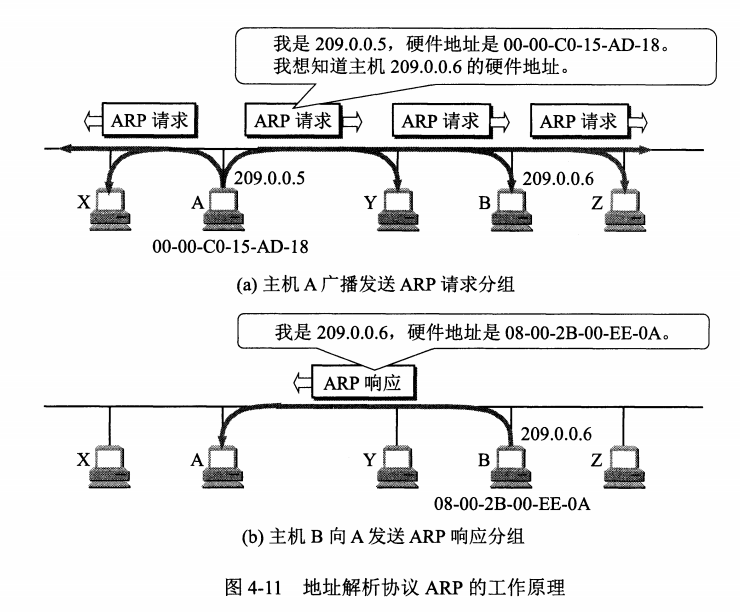 我是 209.0.0.5，硬件地址是 00-00-C0-15-AD-18。
我想知道主机 209.0.0.6 的硬件地址。
ARP 请求
ARP 请求
ARP 请求
ARP 请求
209.0.0.5
209.0.0.6
X
A
Y
B
Z
00-00-C0-15-AD-18
(a) 主机 A 广播发送 ARP 请求分组
我是 209.0.0.6，硬件地址是 08-00-2B-00-EE-0A。
ARP 响应
209.0.0.6
X
A
Y
B
Z
08-00-2B-00-EE-0A
(b) 主机 B 向 A 发送 ARP 响应分组
图 4-11 地址解析协议 ARP 的工作原理